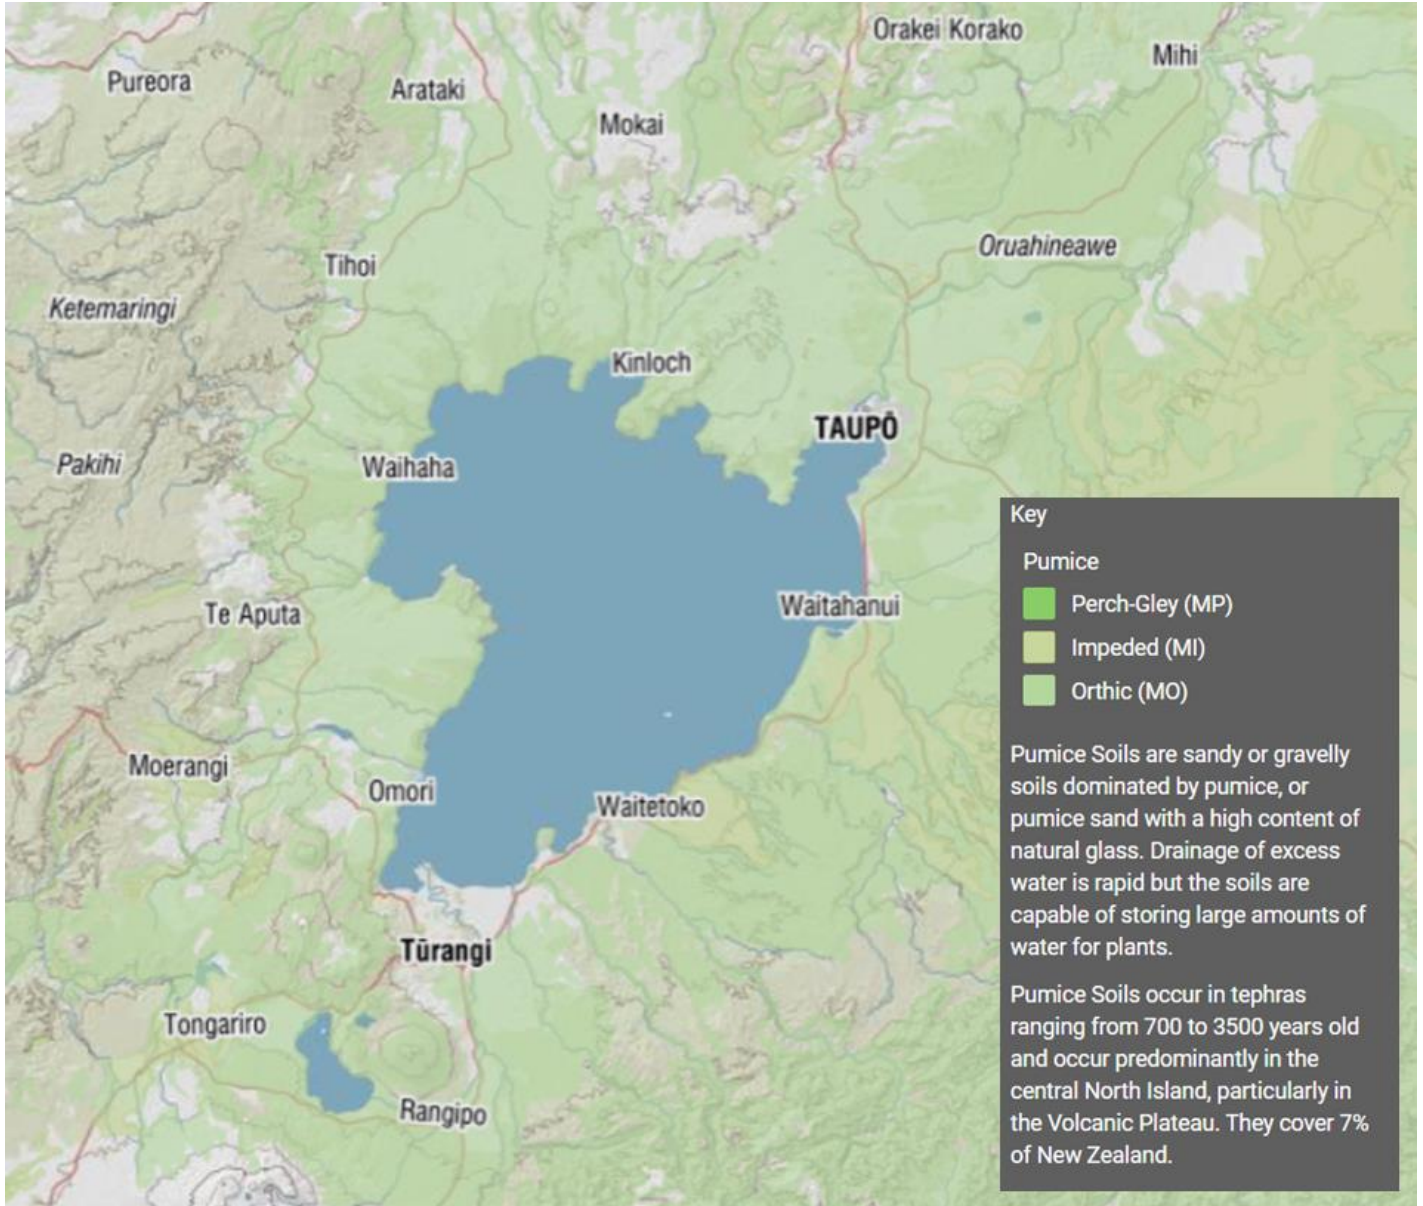 Orakei Korako
Mihi
Pureora
Arataki
Mokai
Oruahineawe
Tihoi
Ketemaringi
Kinloch
TAUPŌ
Pakihi
Waihaha
Waitahanui
Te Aputa
Moerangi
Omori
Waitetoko
Tūrangi
Tongariro
Rangipo
Key
Pumice
Perch-Gley (MP)
Impeded (MI)
Orthic (MO)
Pumice Soils are sandy or gravelly
soils dominated by pumice, or
pumice sand with a high content of
natural glass. Drainage of excess
water is rapid but the soils are
capable of storing large amounts of
water for plants.
Pumice Soils occur in tephras
ranging from 700 to 3500 years old
and occur predominantly in the
central North Island, particularly in
the Volcanic Plateau. They cover 7%
of New Zealand.